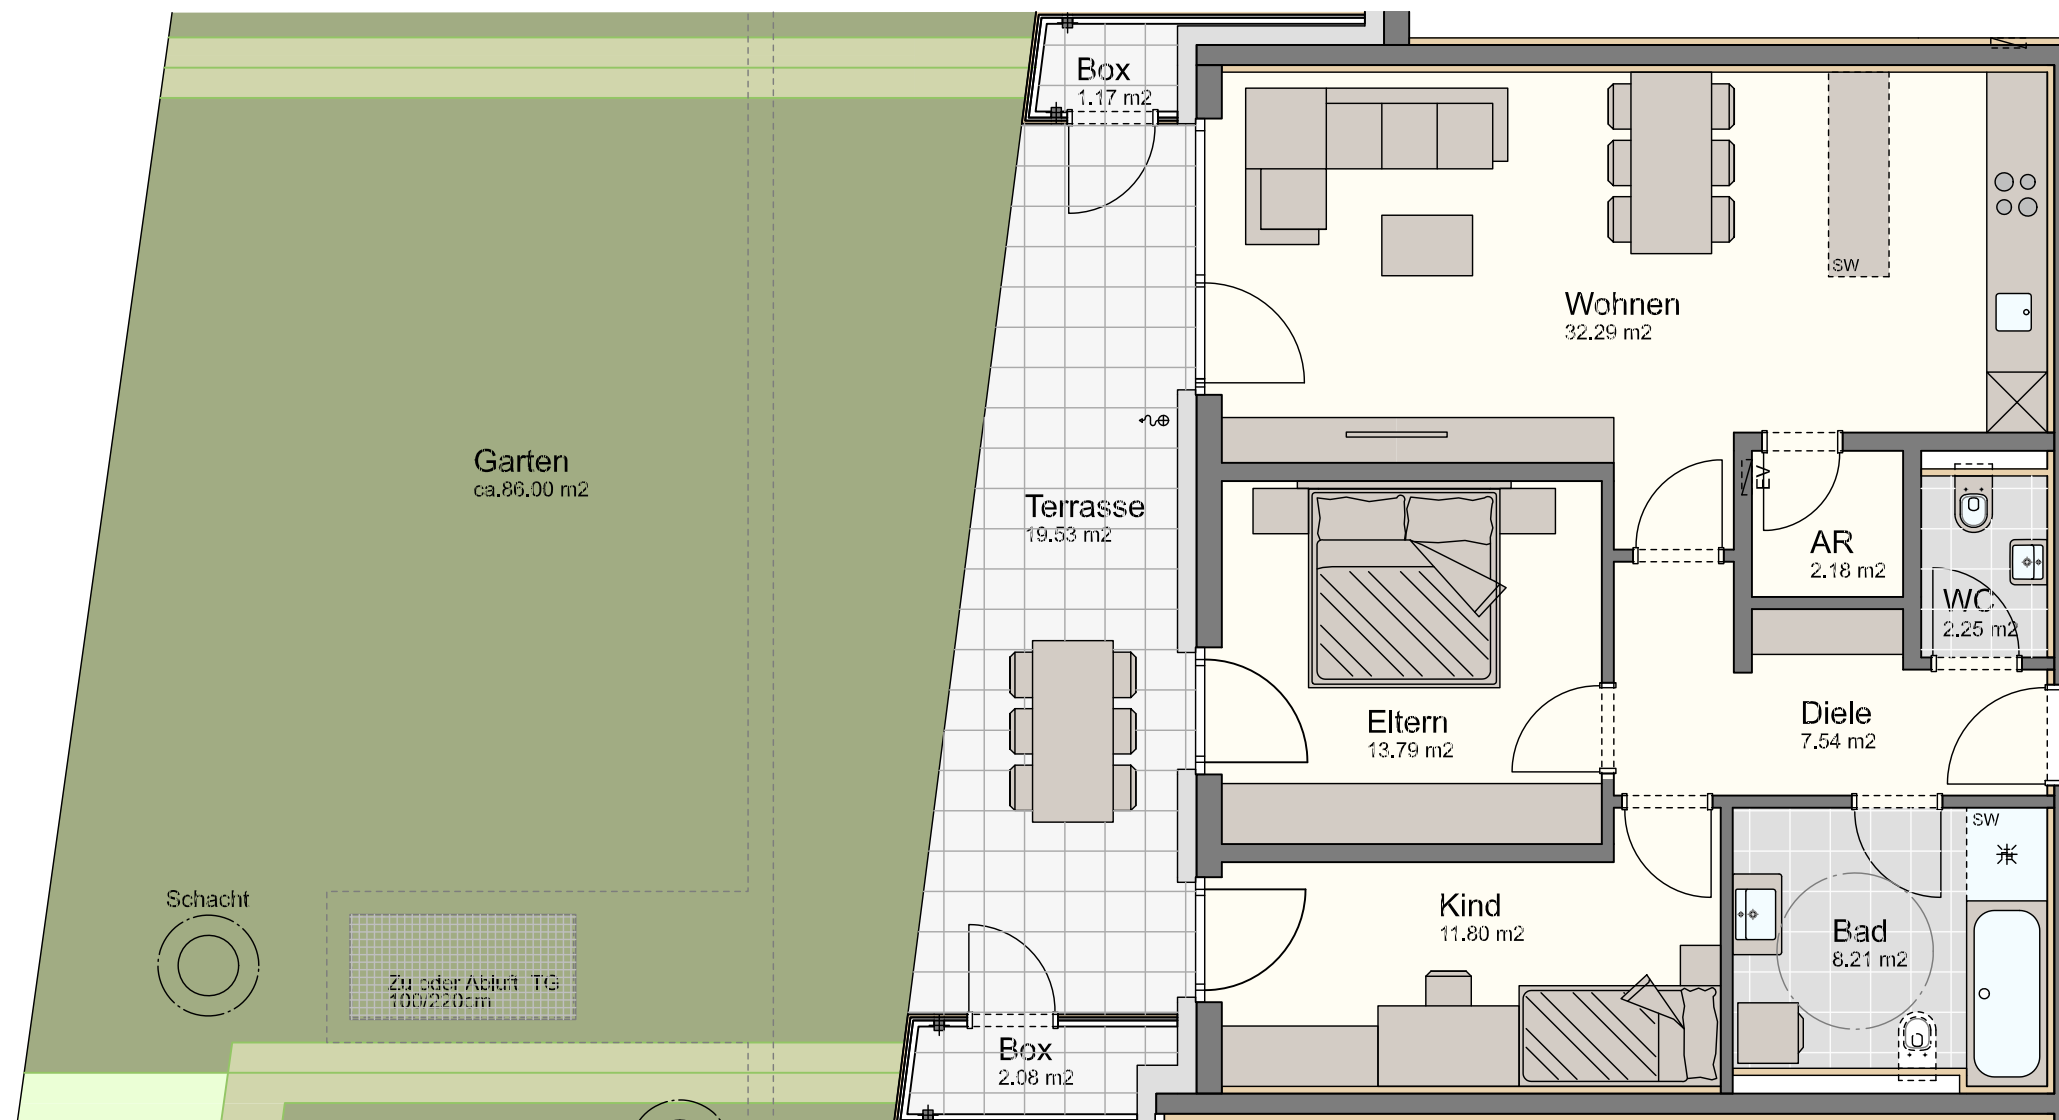 Box
1.17 m2
SW
Wohnen
32.29 m2
Garten
ca.86.00 m2
Terrasse
19.53 m2
EV
AR
2.18 m2
WC
2.25 m2
Eltern
13.79 m2
Diele
7.54 m2
SW
Schacht
Kind
11.80 m2
Bad
8.21 m2
Zu oder Abluft TG
100/220cm
Box
2.08 m2